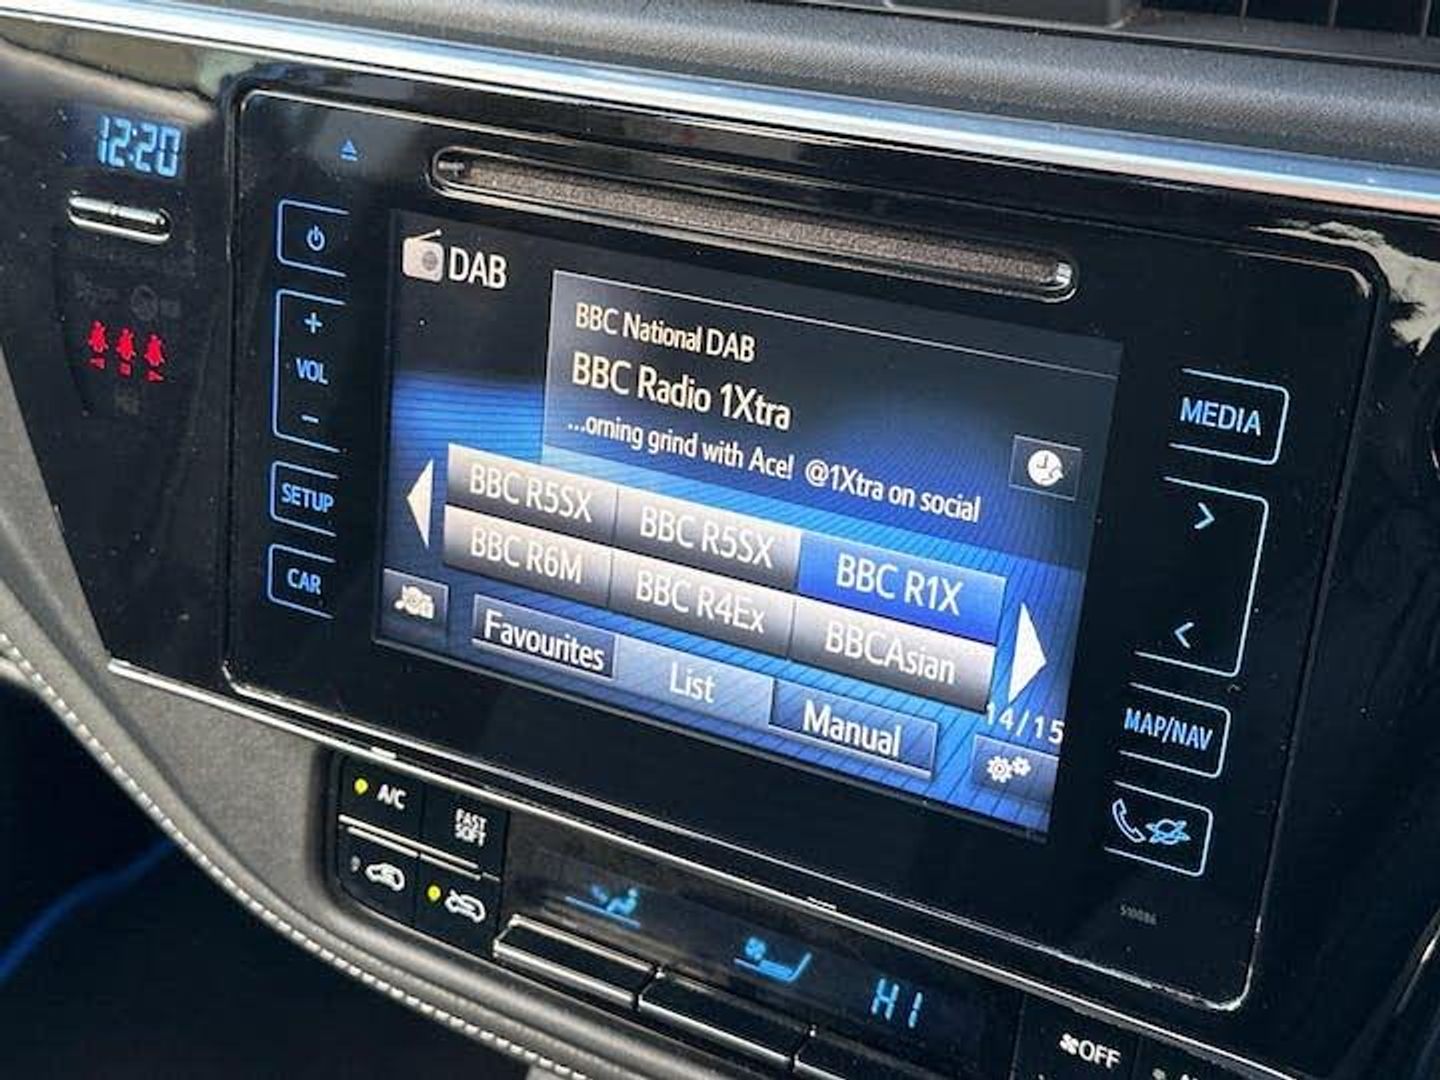 12:20
DAB
BBC National DAB
BBC Radio 1Xtra
...orning grind with Ace! @1Xtra on social
BBC R5SX
BBC R5SX
BBC R1X
BBC R6M
BBC R4Ex
BBCAsian
Favourites
List
Manual
14/15
VOL
SETUP
CAR
MEDIA
MAP/NAV
A/C
FAST
SOFT
HI
510086
OFF